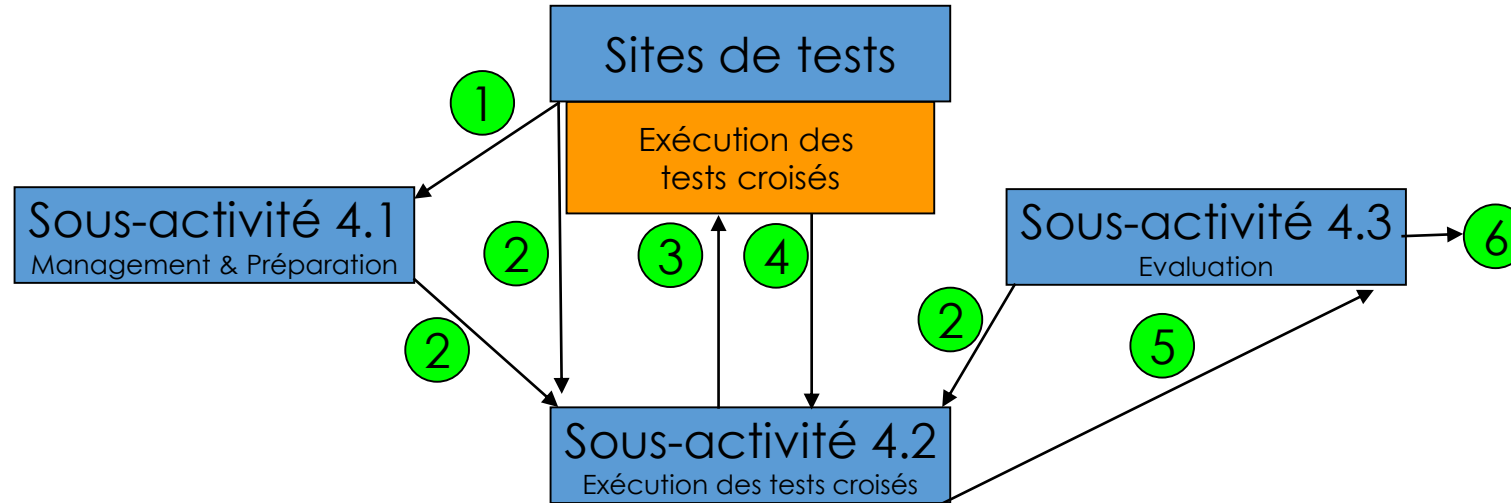 Sites de tests
1
Exécution des
tests croisés
Sous-activité 4.1
Management & Préparation
2
3
4
Sous-activité 4.3
Evaluation
6
2
2
5
Sous-activité 4.2
Exécution des tests croisés